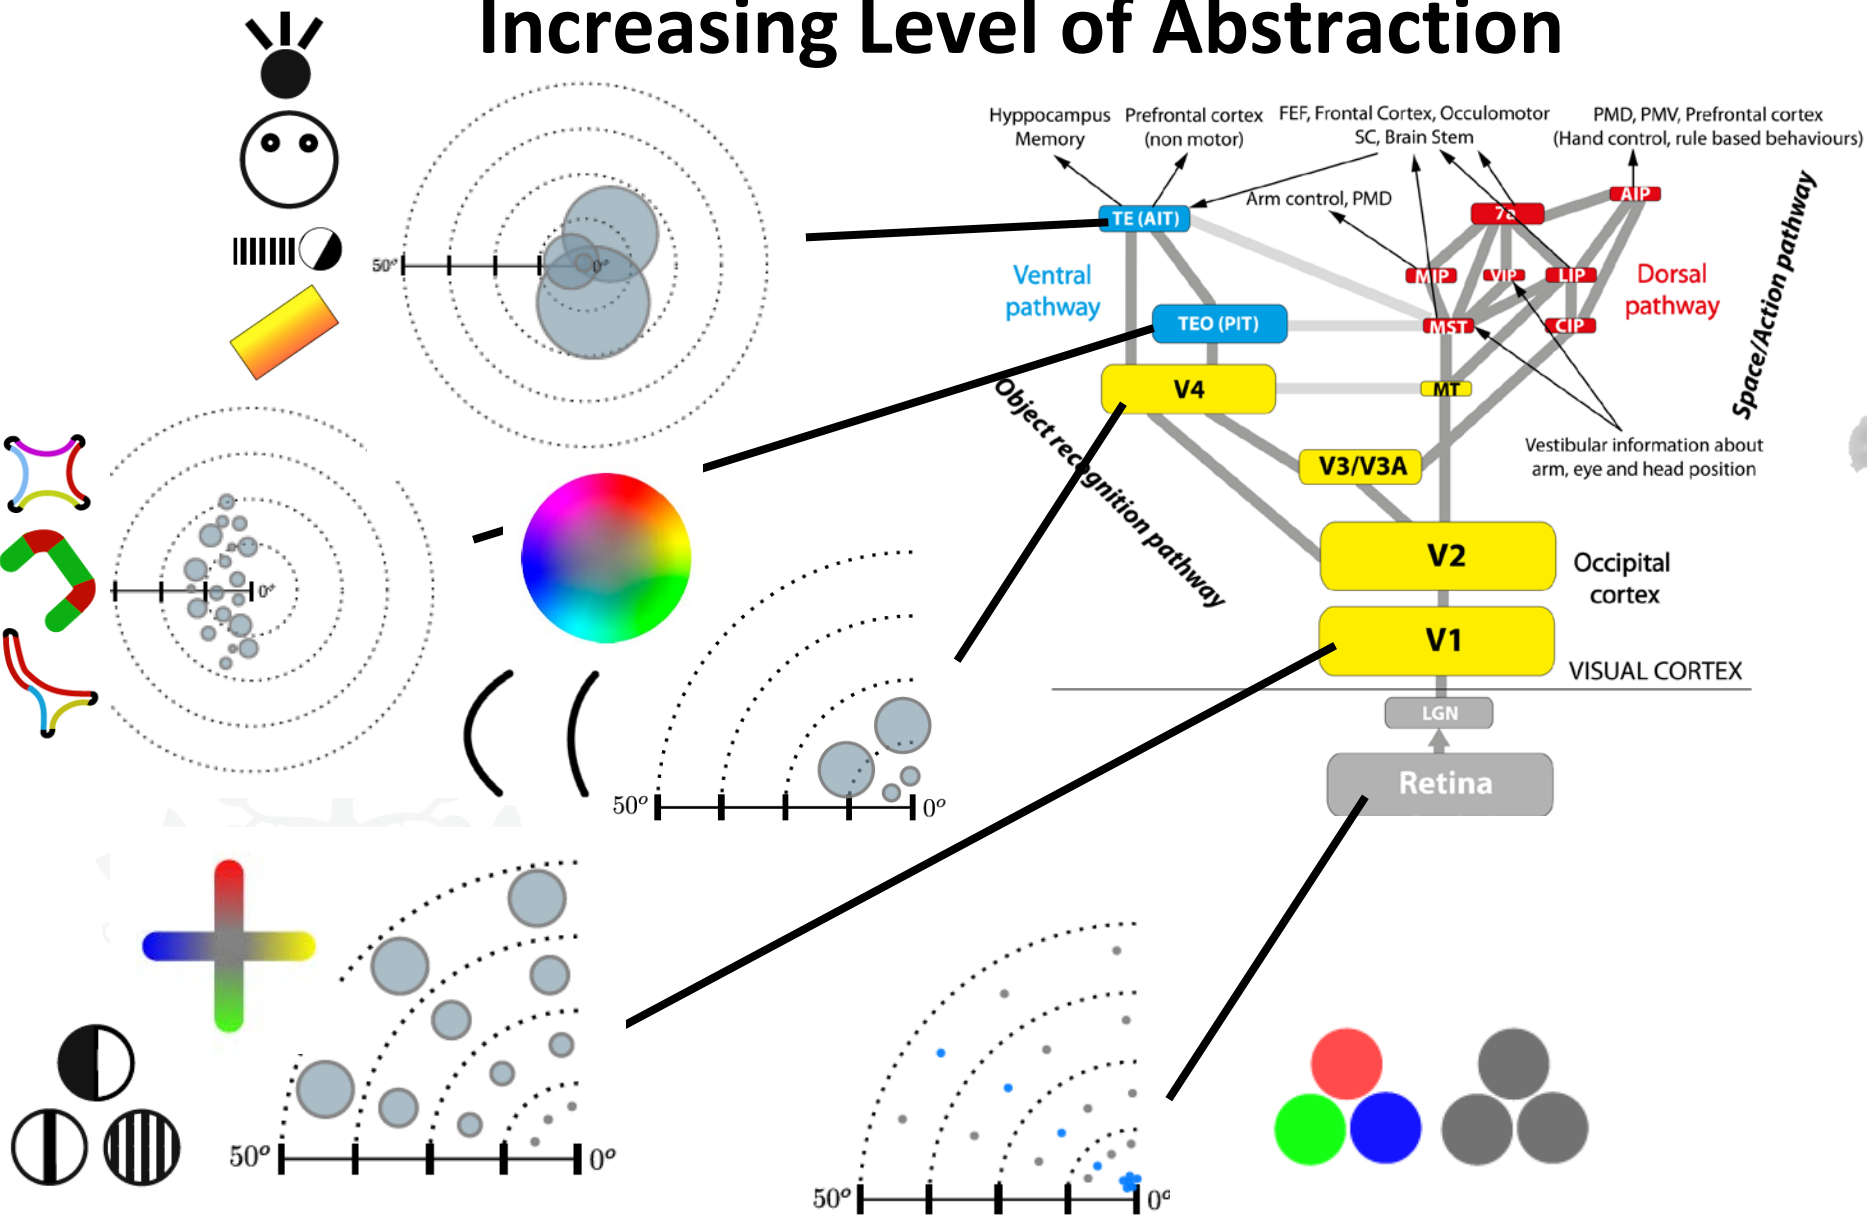 Increasing Level of Abstraction
Hyppocampus
Memory
Prefrontal cortex
(non motor)
FEF, Frontal Cortex, Occulomotor
SC, Brain Stem
PMD, PMV, Prefrontal cortex
(Hand control, rule based behaviours)
TE (AIT)
Arm control, PMD
7a
AIP
Ventral
pathway
MIP
VIP
LIP
Dorsal
pathway
Space/Action pathway
TEO (PIT)
MST
CIP
V4
MT
Object recognition pathway
V3/V3A
Vestibular information about
arm, eye and head position
V2
Occipital
cortex
V1
VISUAL CORTEX
LGN
Retina
50°
0°
0°
50°
0°
50°
0°
50°
0°